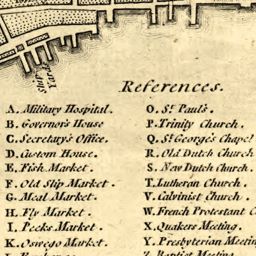 References.
A. Military Hospital.
B. Governor's House
C. Secretary's Office.
D. Custom House.
E. Fish Market.
F. Old Slip Market.
G. Meal Market.
H. Fly Market.
I. Peeks Market.
K. Oswego Market.
O. St. Paul's.
P. Trinity Church.
Q. St. George's Chapel
R. Old Dutch Church
S. New Dutch Church.
T. Lutheran Church
V. Calvinist Church.
W. French Protestant C
X. Quakers Meeting.
Y. Presbyterian Meetin
Z. Baptist Meeting